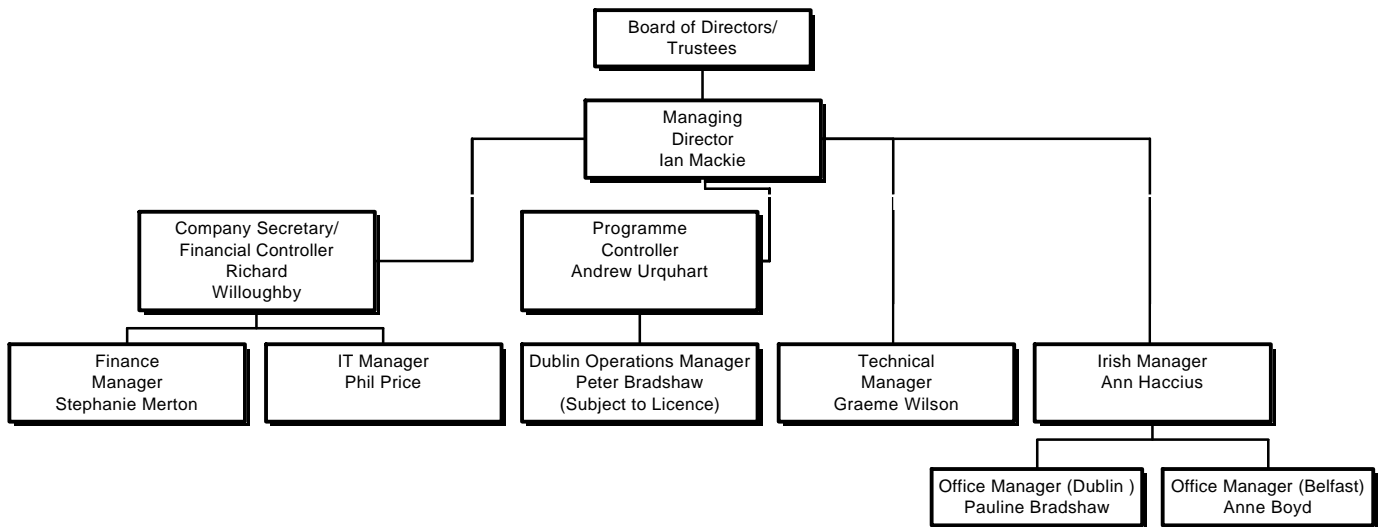 Board of Directors/
Trustees
Managing
Director
Ian Mackie
Company Secretary/
Financial Controller
Richard
Willoughby
Programme
Controller
Andrew Urquhart
Finance
Manager
Stephanie Merton
IT Manager
Phil Price
Dublin Operations Manager
Peter Bradshaw
(Subject to Licence)
Technical
Manager
Graeme Wilson
Irish Manager
Ann Haccius
Office Manager (Dublin )
Pauline Bradshaw
Office Manager (Belfast)
Anne Boyd